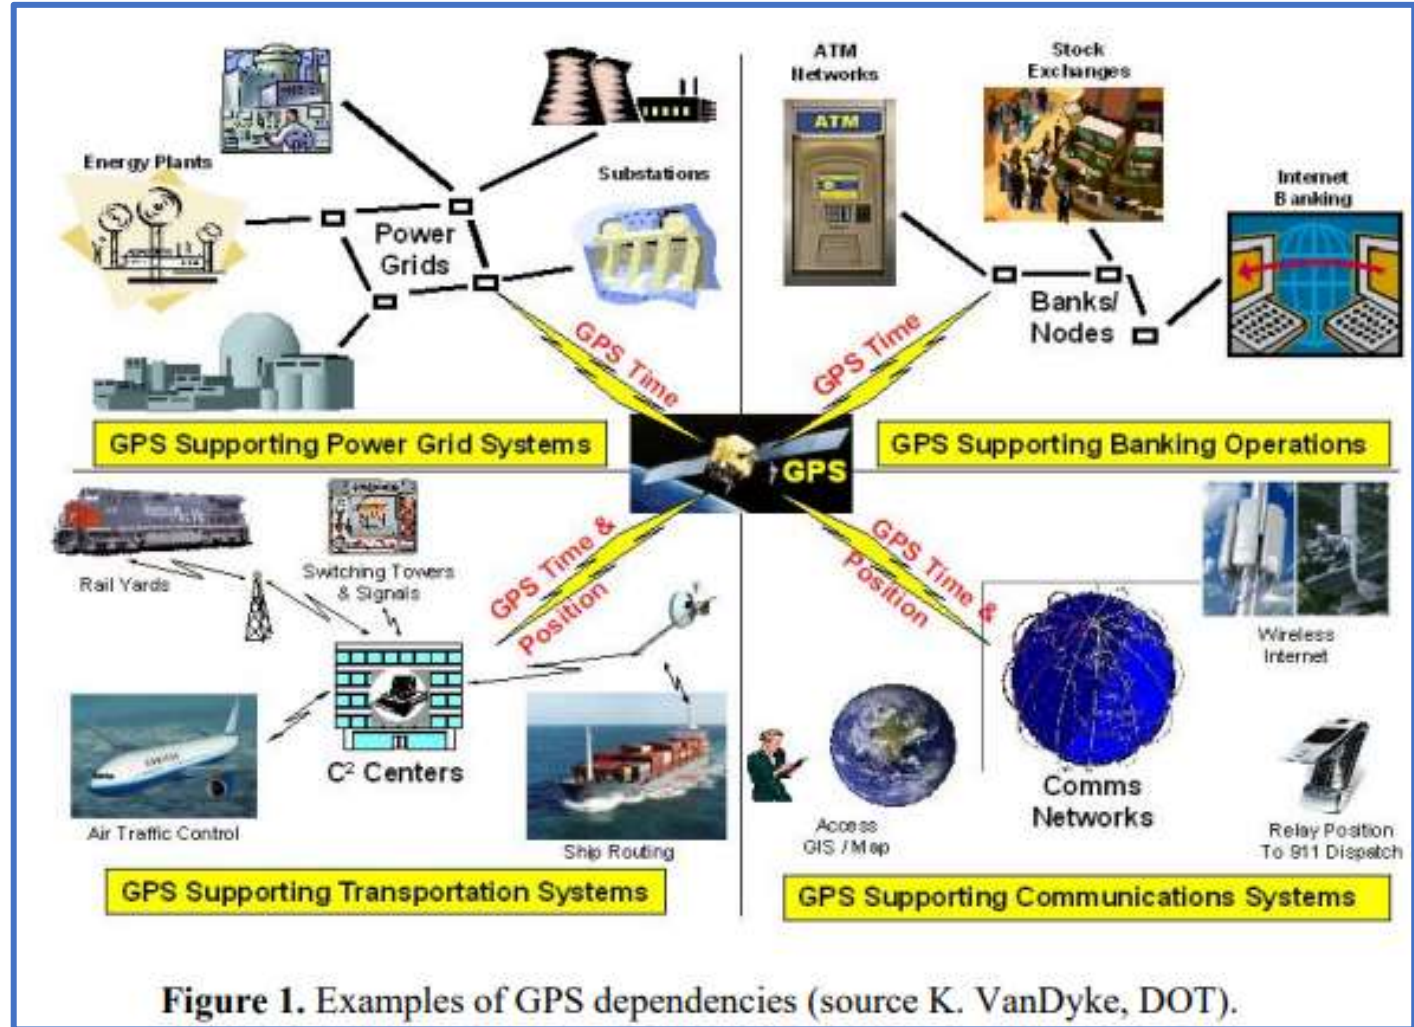 Energy Plants
Substations
Power
Grids
GPS Time
GPS Supporting Power Grid Systems
ATM
Networks
ATM
Stock
Exchanges
Internet
Banking
Banks/
Nodes
GPS Time
GPS Supporting Banking Operations
GPS
Rail Yards
Switching Towers
& Signals
GPS Time &
Position
C² Centers
Air Traffic Control
Ship Routing
GPS Supporting Transportation Systems
GPS Time &
Position
Wireless
Internet
Comms
Networks
Access
GIS / Map
Relay Position
To 911 Dispatch
GPS Supporting Communications Systems
Figure 1. Examples of GPS dependencies (source K. VanDyke, DOT).